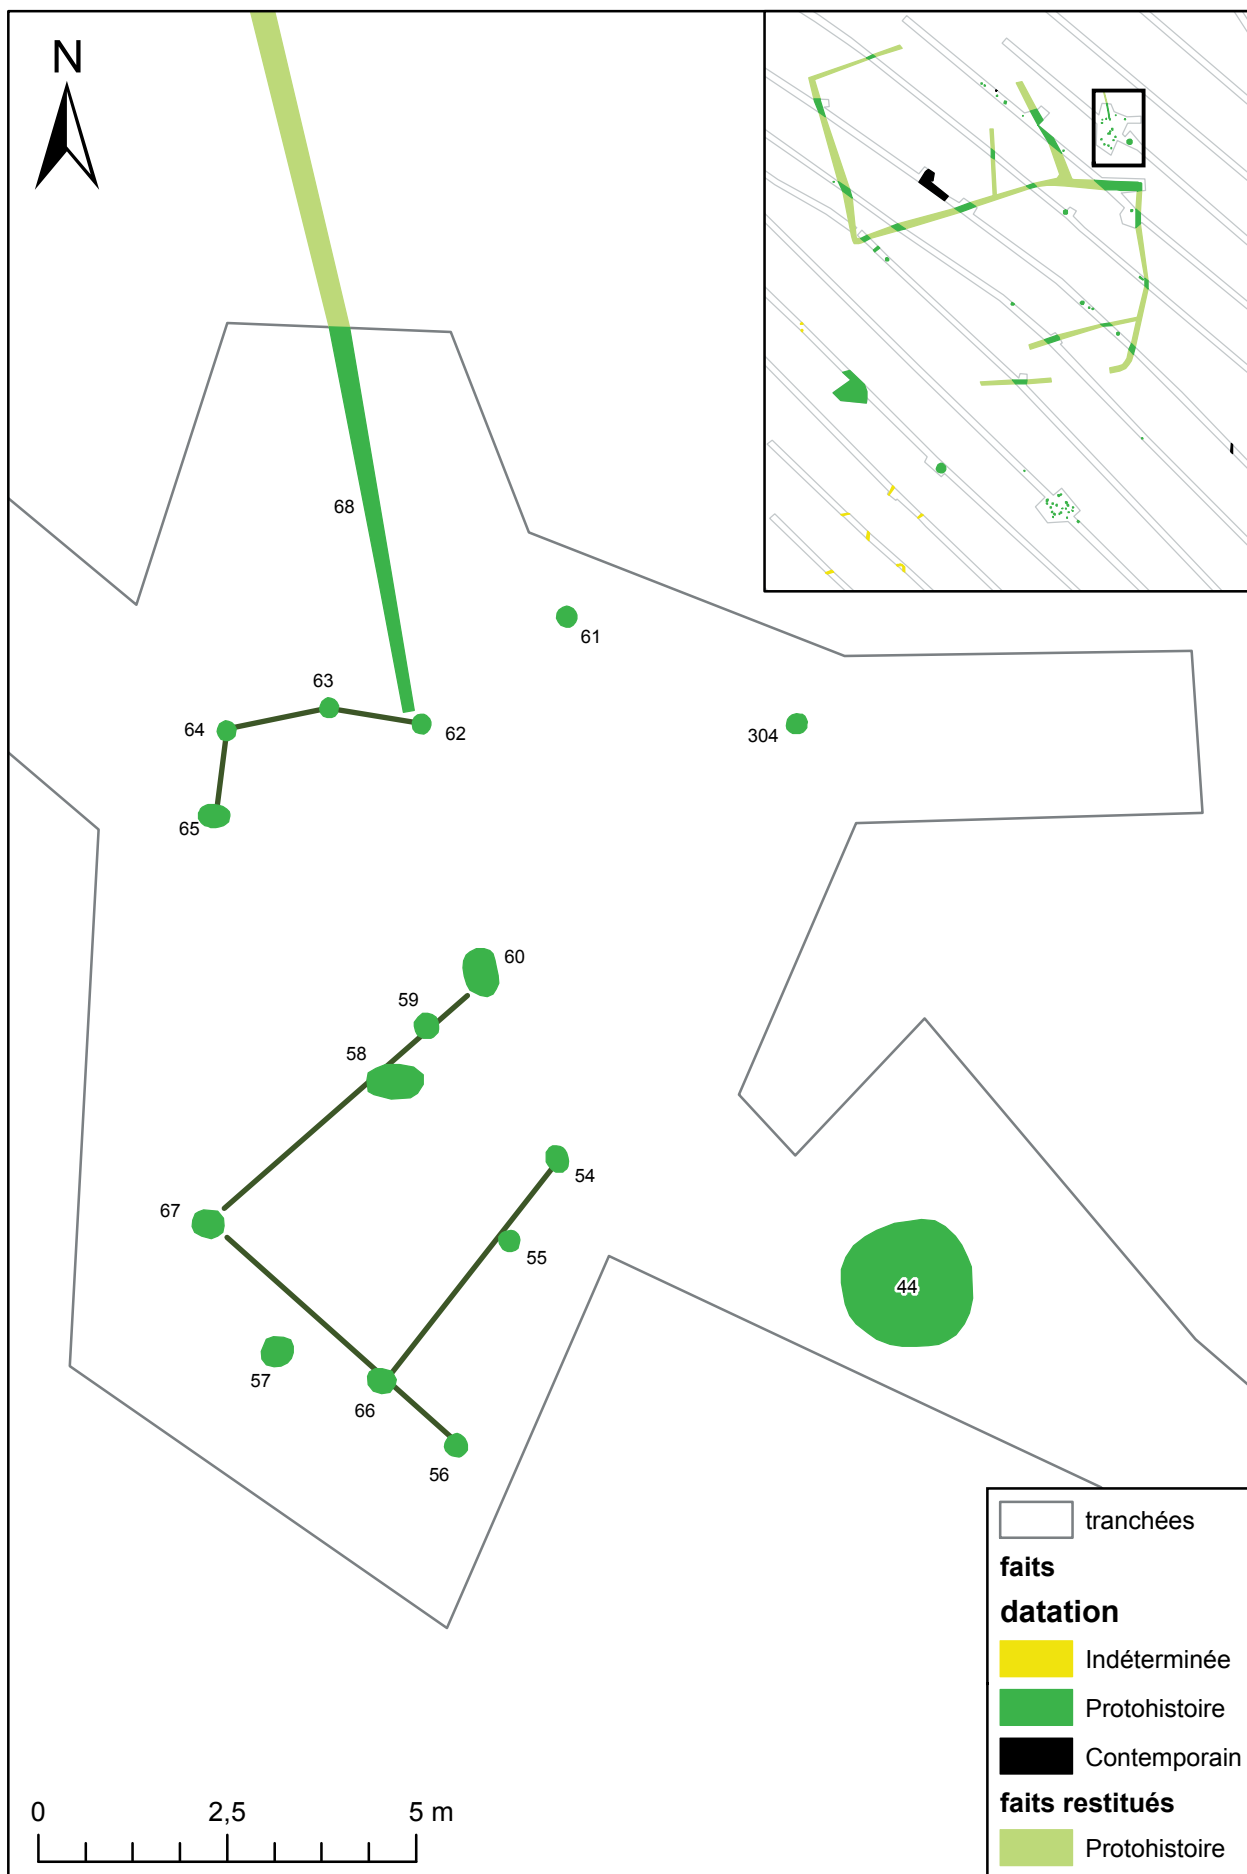 N
68
61
63
64
62
304
65
60
59
58
54
67
55
44
57
66
56
tranchées
faits
datation
Indéterminée
Protohistoire
Contemporain
faits restitués
Protohistoire
0 2,5 5 m